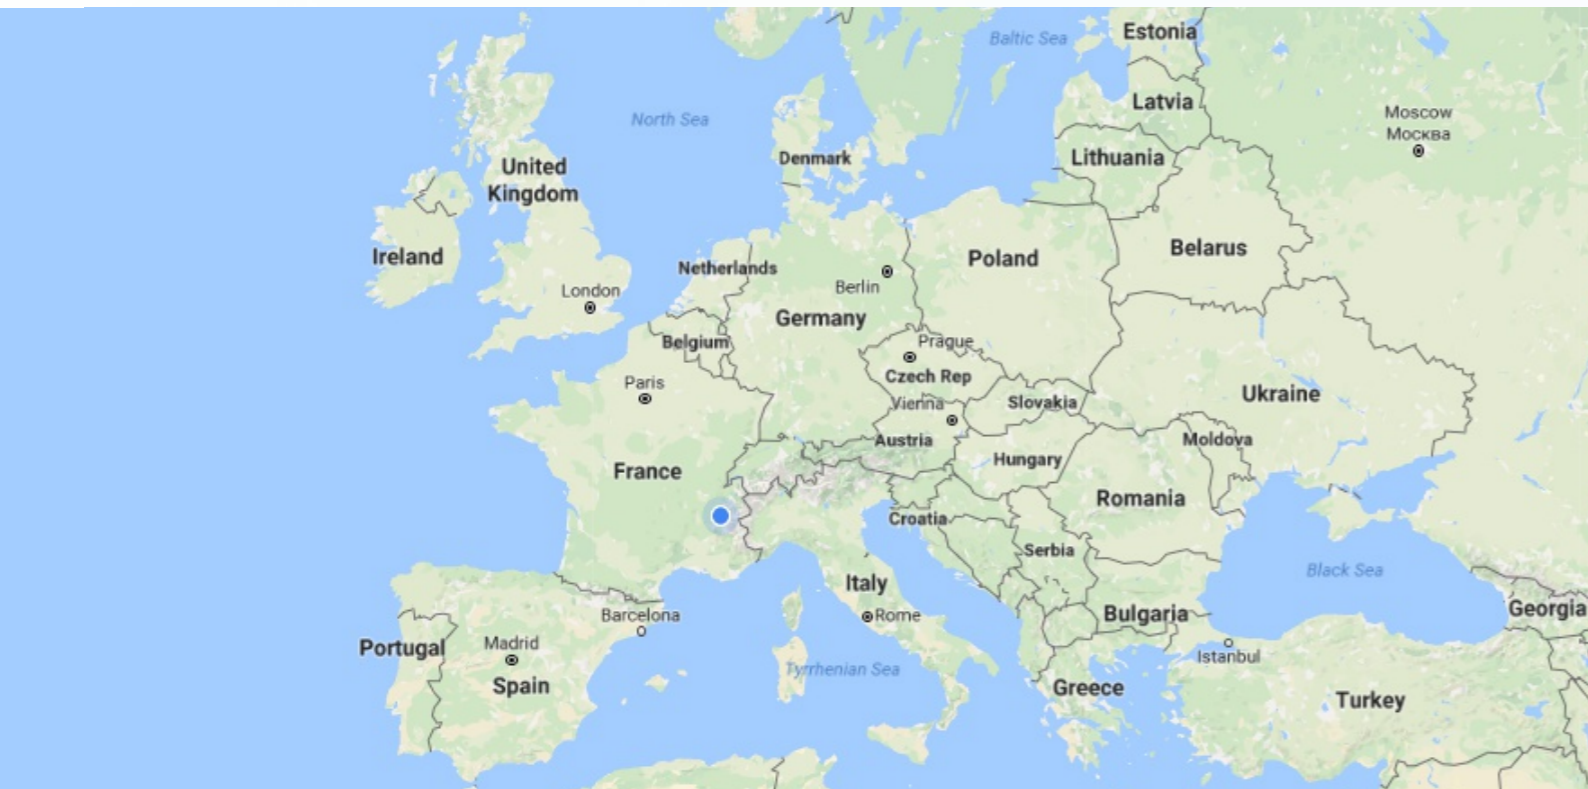 Estonia
Baltic Sea
Latvia
Moscow
Москва
North Sea
Denmark
Lithuania
United
Kingdom
Ireland
Belarus
Poland
Netherlands
Berlin
London
Germany
Belgium
Prague
Czech Rep
Paris
Ukraine
Slovakia
Vienna
Austria
Moldova
Hungary
France
Romania
Croatia
Serbia
Black Sea
Italy
Georgia
Bulgaria
Barcelona
Rome
Portugal
Madrid
Istanbul
Tyrrhenian Sea
Spain
Greece
Turkey